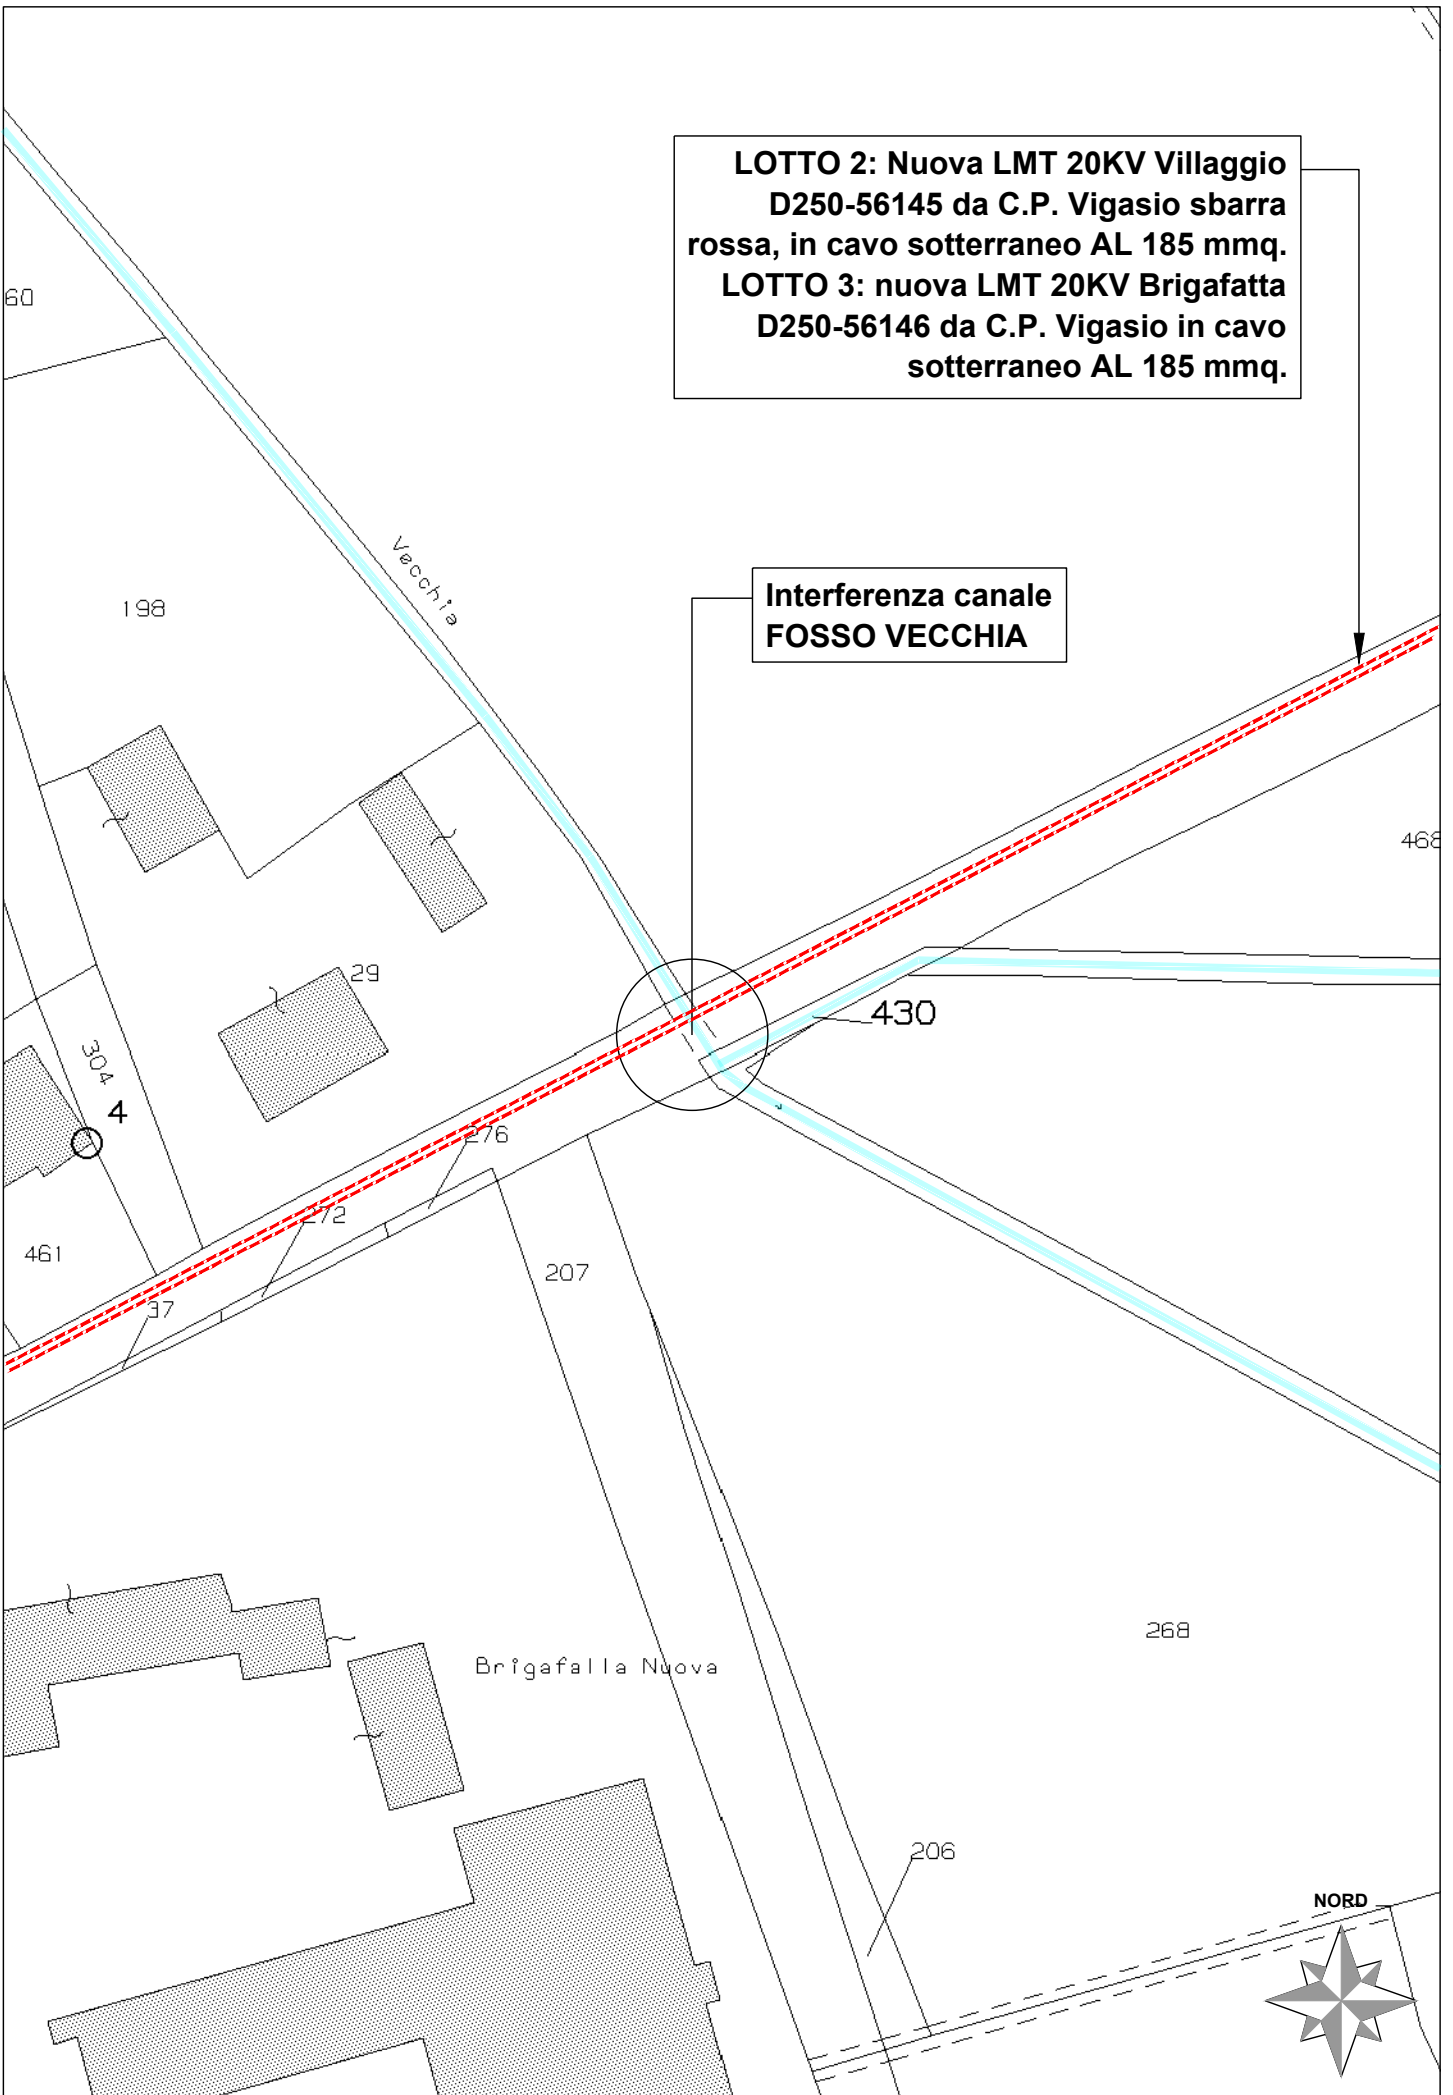 LOTTO 2: Nuova LMT 20KV Villaggio
D250-56145 da C.P. Vigasio sbarra
rossa, in cavo sotterraneo AL 185 mmq.
LOTTO 3: nuova LMT 20KV Brigafatta
D250-56146 da C.P. Vigasio in cavo
sotterraneo AL 185 mmq.
60
Vecchia
198
Interferenza canale
FOSSO VECCHIA
468
29
430
304
4
276
272
461
207
37
268
Brigafalla Nuova
206
NORD